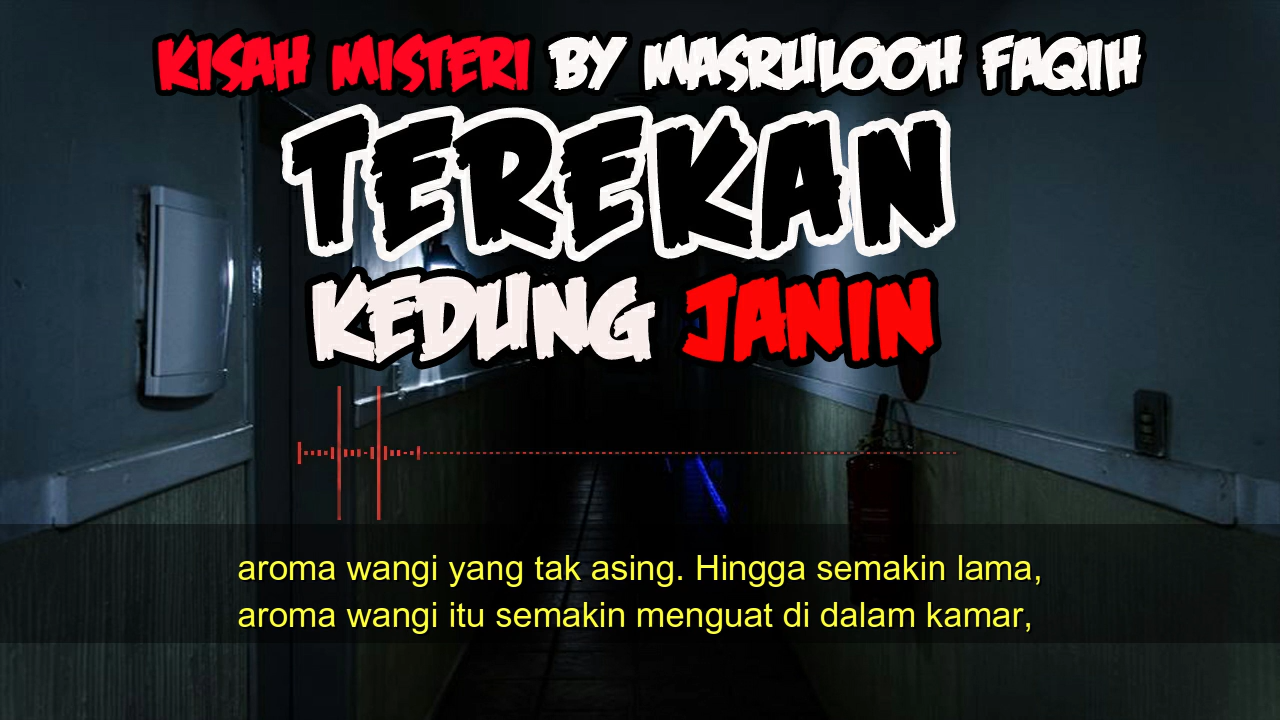 KISAH MISTERI BY MASRULOOH FAQIH
TEREKAN
KEDUNG JANIN
aroma wangi yang tak asing. Hingga semakin lama,
aroma wangi itu semakin menguat di dalam kamar,